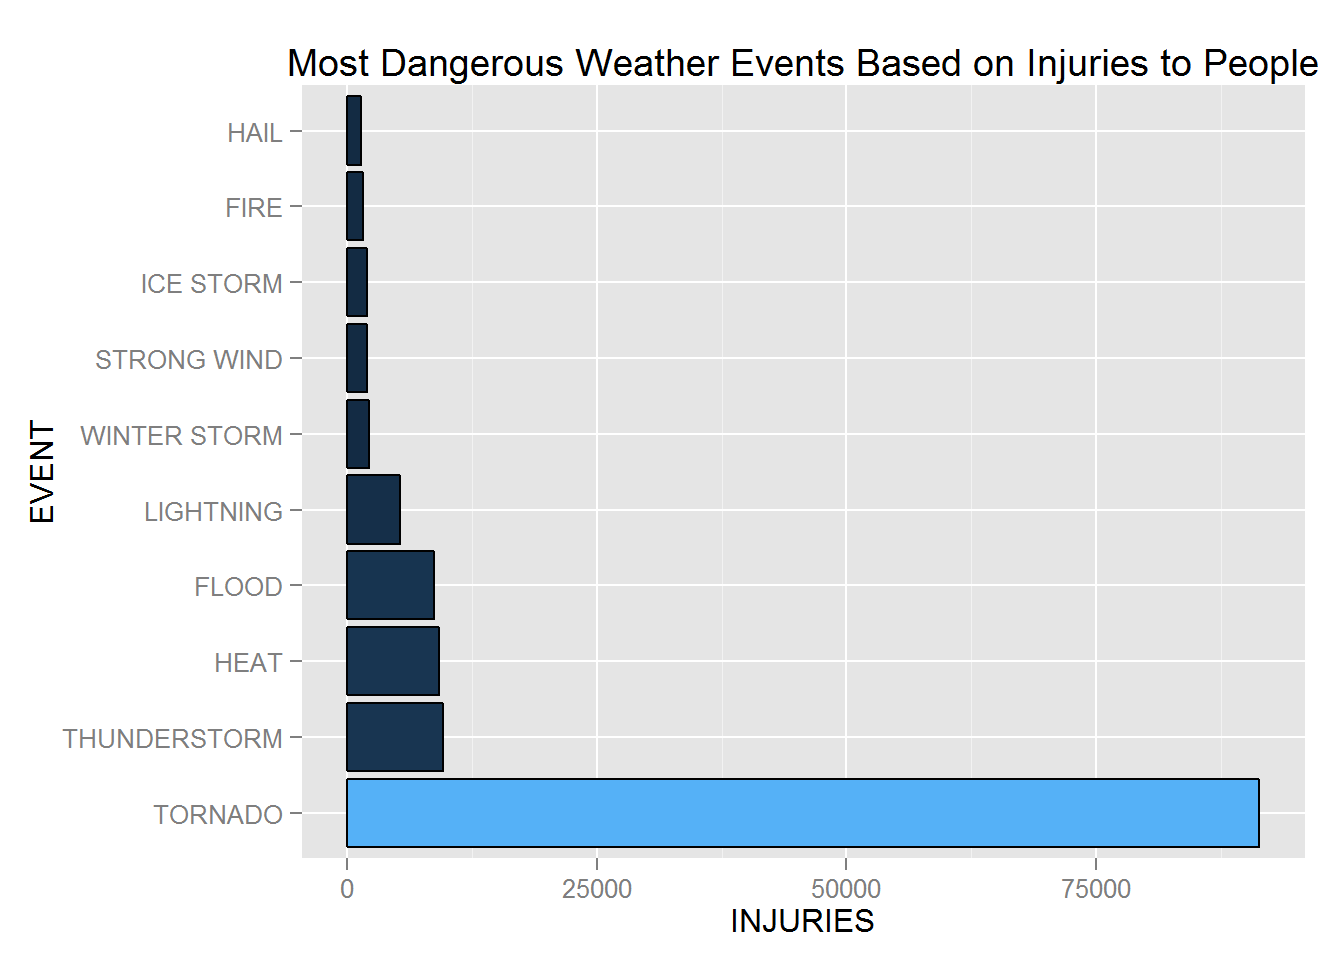 Most Dangerous Weather Events Based on Injuries to People
HAIL
FIRE
ICE STORM
STRONG WIND
WINTER STORM
LIGHTNING
FLOOD
HEAT
THUNDERSTORM
TORNADO
EVENT
0 25000 50000 75000
INJURIES